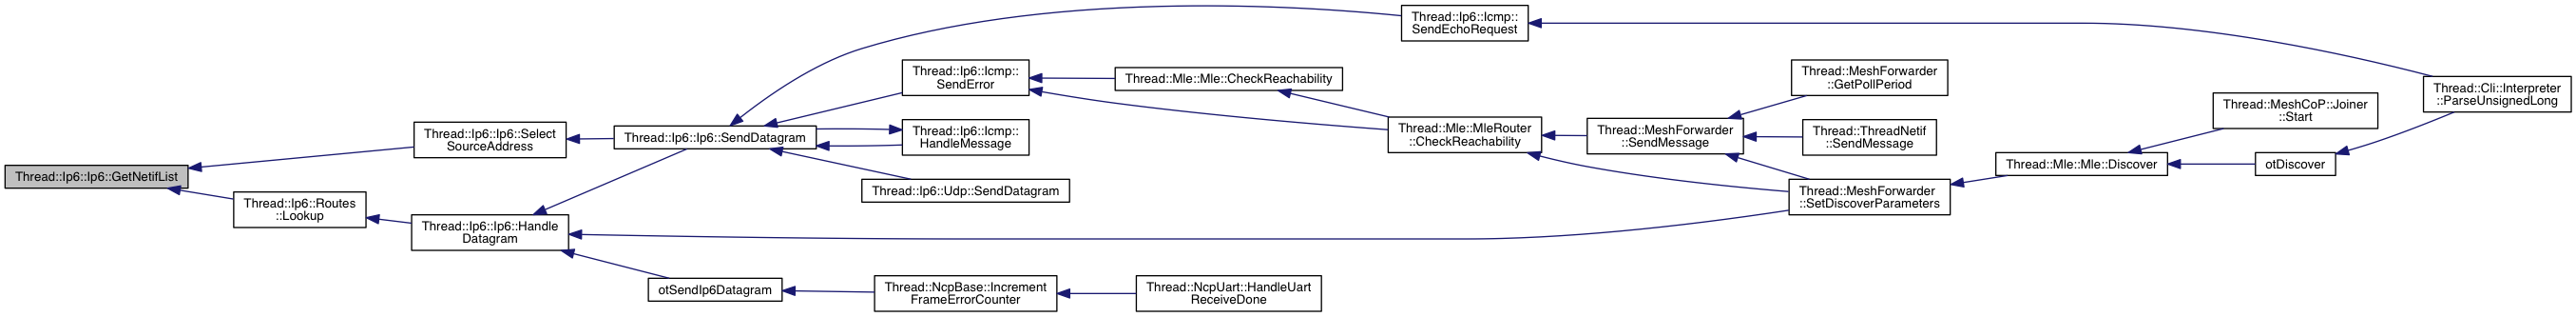 Thread::Ip6::Ip6::GetNetifList
Thread::Ip6::Ip6::Select
SourceAddress
Thread::Ip6::Routes
::Lookup
Thread::Ip6::Ip6::Handle
Datagram
Thread::Ip6::Ip6::SendDatagram
otSendIp6Datagram
Thread::Ip6::Icmp::
SendError
Thread::Ip6::Icmp::
HandleMessage
Thread::Ip6::Udp::SendDatagram
Thread::NcpBase::Increment
FrameErrorCounter
Thread::Mle::Mle::CheckReachability
Thread::NcpUart::HandleUart
ReceiveDone
Thread::Ip6::Icmp::
SendEchoRequest
Thread::Mle::MleRouter
::CheckReachability
Thread::MeshForwarder
::SendMessage
Thread::MeshForwarder
::GetPollPeriod
Thread::ThreadNetif
::SendMessage
Thread::MeshForwarder
::SetDiscoverParameters
Thread::Mle::Mle::Discover
Thread::MeshCoP::Joiner
::Start
otDiscover
Thread::Cli::Interpreter
::ParseUnsignedLong